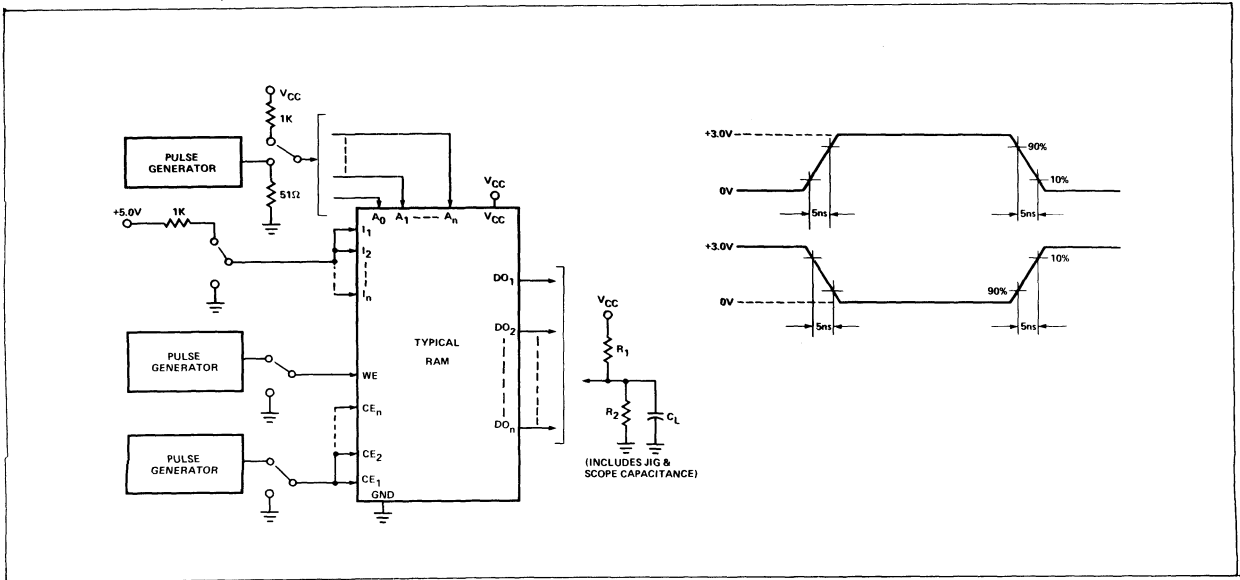 VCC
1K
PULSE
GENERATOR
51Ω
+5.0V
1K
VCC
A0 A1 An VCC
I1
I2
In
DO1
DO2
DOn
TYPICAL
RAM
PULSE
GENERATOR
WE
CEn
CE2
CE1
GND
PULSE
GENERATOR
VCC
R1
R2
CL
(INCLUDES JIG &
SCOPE CAPACITANCE)
+3.0V
90%
10%
0V
5ns
5ns
+3.0V
10%
90%
0V
5ns
5ns